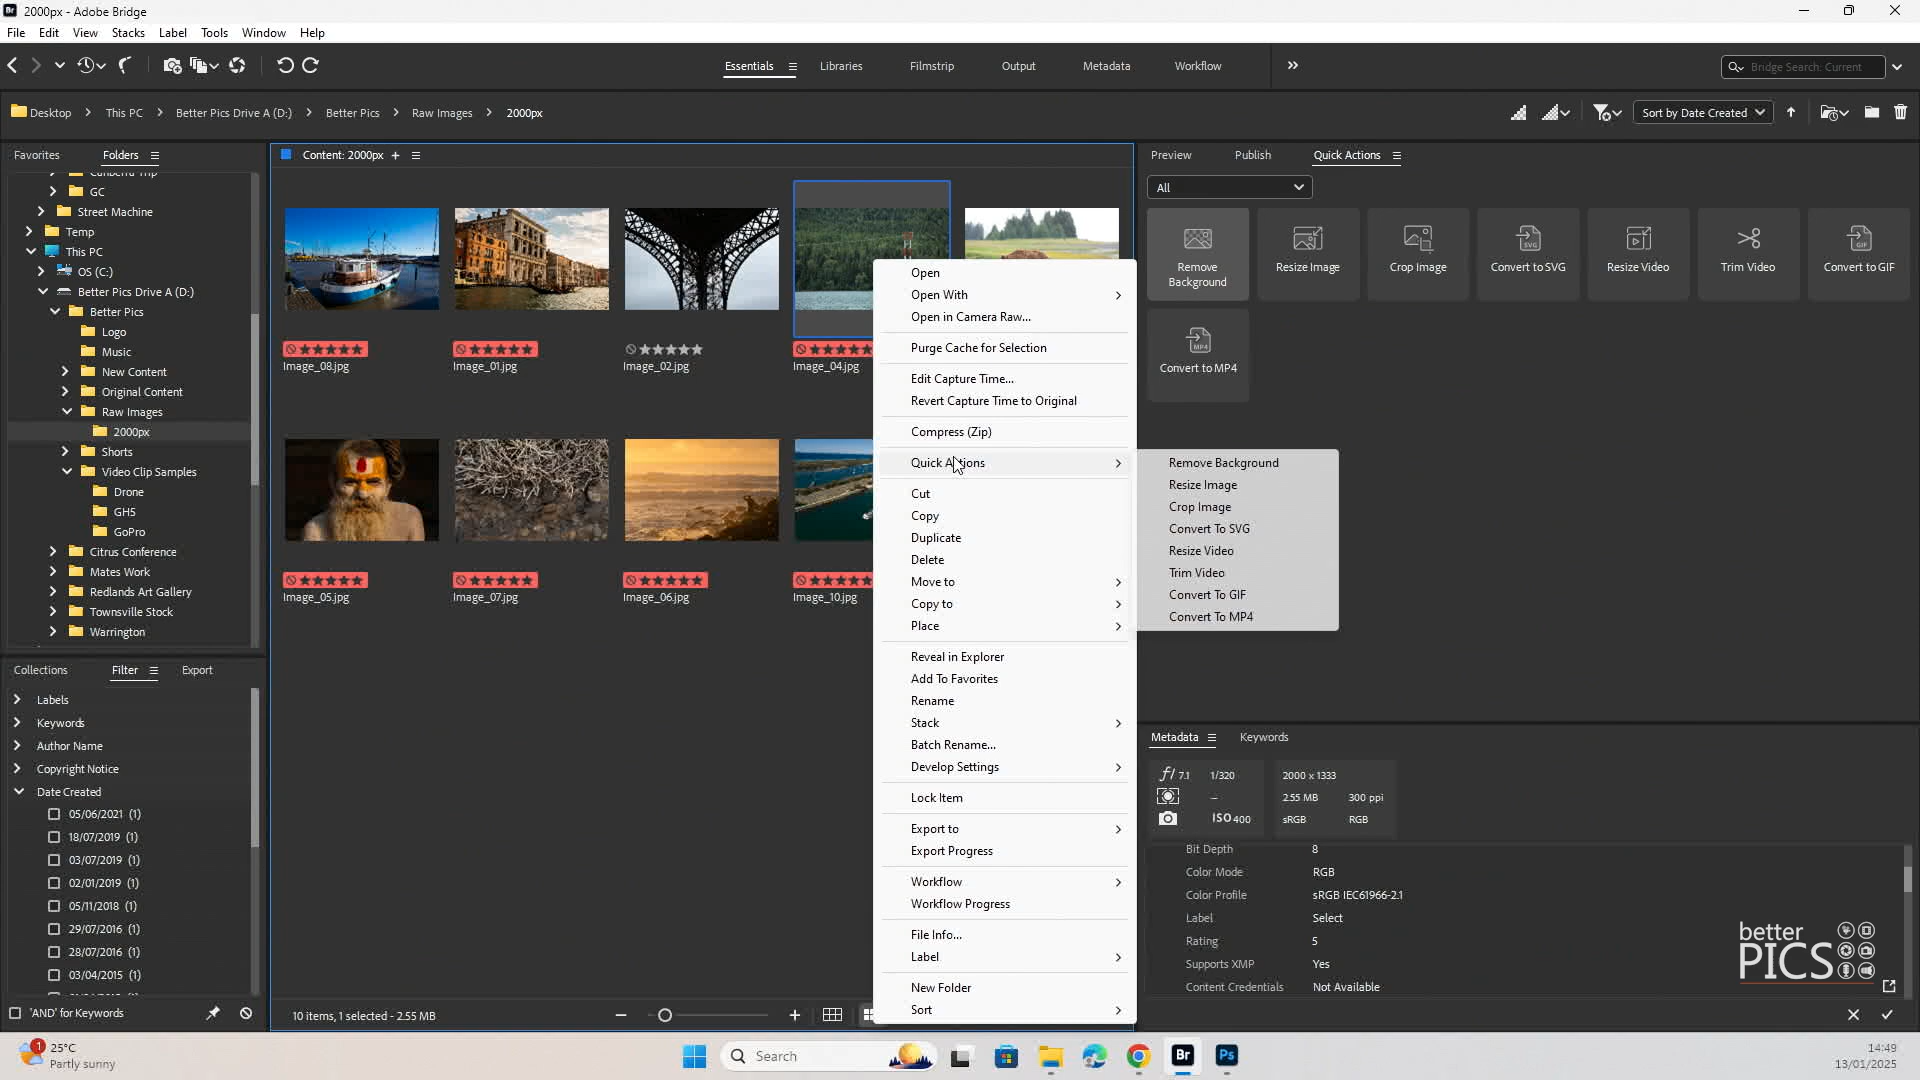 2000px - Adobe Bridge
File Edit View Stacks Label Tools Window Help
Essentials Libraries Filmstrip Output Metadata Workflow
Bridge Search: Current
Desktop This PC Better Pics Drive A (D:) Better Pics Raw Images 2000px
Sort by Date Created
Favorites Folders
GC
Street Machine
Temp
This PC
OS (C:)
Better Pics Drive A (D:)
Better Pics
Logo
Music
New Content
Original Content
Raw Images
2000px
Shorts
Video Clip Samples
Drone
GH5
GoPro
Citrus Conference
Mates Work
Redlands Art Gallery
Townsville Stock
Warrington
Collections Filter Export
Labels
Keywords
Author Name
Copyright Notice
Date Created
05/06/2021 (1)
18/07/2019 (1)
03/07/2019 (1)
02/01/2019 (1)
05/11/2018 (1)
29/07/2016 (1)
28/07/2016 (1)
03/04/2015 (1)
'AND' for Keywords
Content: 2000px
Image_08.jpg
Image_01.jpg
Image_02.jpg
Image_04.jpg
Image_05.jpg
Image_07.jpg
Image_06.jpg
Image_10.jpg
10 items, 1 selected - 2.55 MB
Open
Open With
Open in Camera Raw...
Purge Cache for Selection
Edit Capture Time...
Revert Capture Time to Original
Compress (Zip)
Quick Actions
Cut
Copy
Duplicate
Delete
Move to
Copy to
Place
Reveal in Explorer
Add To Favorites
Rename
Stack
Batch Rename...
Develop Settings
Lock Item
Export to
Export Progress
Workflow
Workflow Progress
File Info...
Label
New Folder
Sort
Remove Background
Resize Image
Crop Image
Convert To SVG
Resize Video
Trim Video
Convert To GIF
Convert To MP4
Preview Publish Quick Actions
All
Remove Background
Resize Image
Crop Image
SVG
Convert to SVG
Resize Video
Trim Video
GIF
Convert to GIF
MP4
Convert to MP4
Metadata Keywords
f/ 7.1 1/320
--
ISO 400
2000 x 1333
2.55 MB 300 ppi
sRGB RGB
Bit Depth 8
Color Mode RGB
Color Profile sRGB IEC61966-2.1
Label Select
Rating 5
Supports XMP Yes
Content Credentials Not Available
better
PICS
1
25°C
Partly sunny
Search
Br
Ps
14:49
13/01/2025